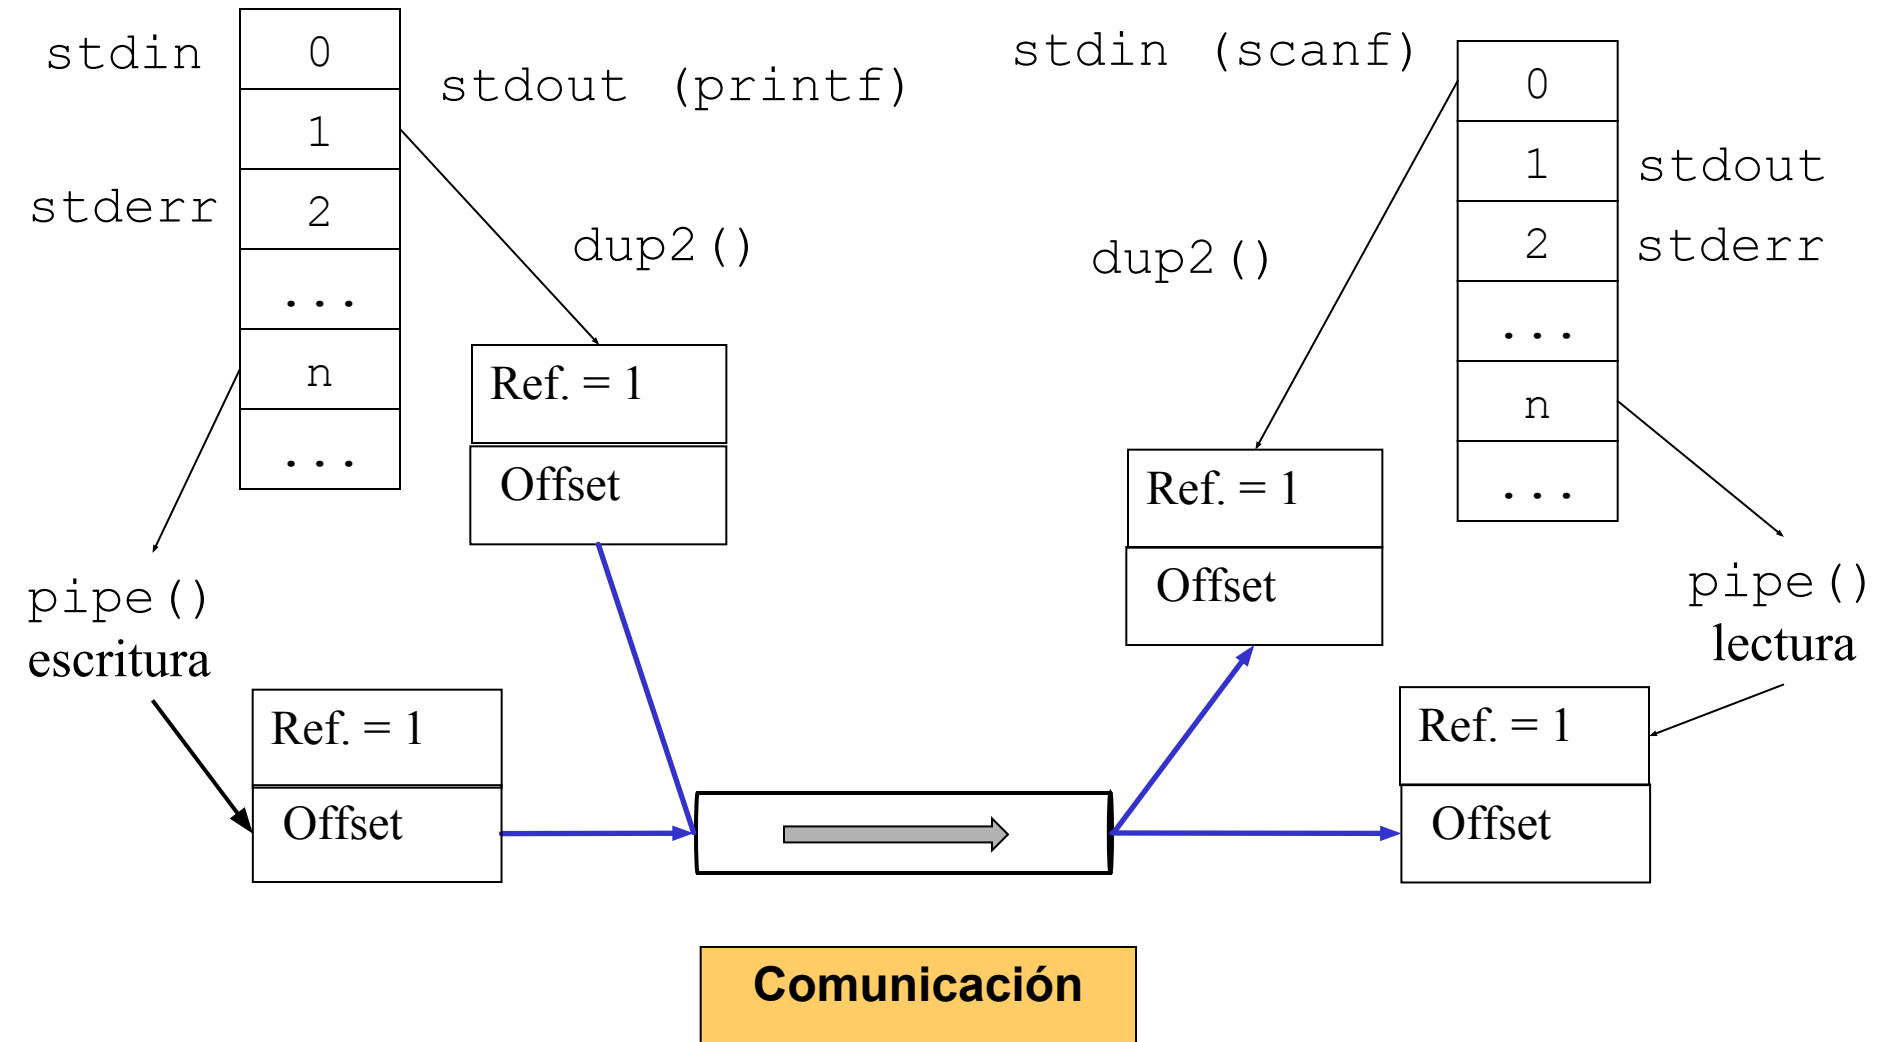 stdin
0
stdout (printf)
1
stderr
2
dup2()
...
n
...
Ref. = 1
Offset
pipe()
escritura
Ref. = 1
Offset
stdin (scanf)
0
1
stdout
2
stderr
dup2()
...
n
...
Ref. = 1
Offset
pipe()
lectura
Ref. = 1
Offset
Comunicación